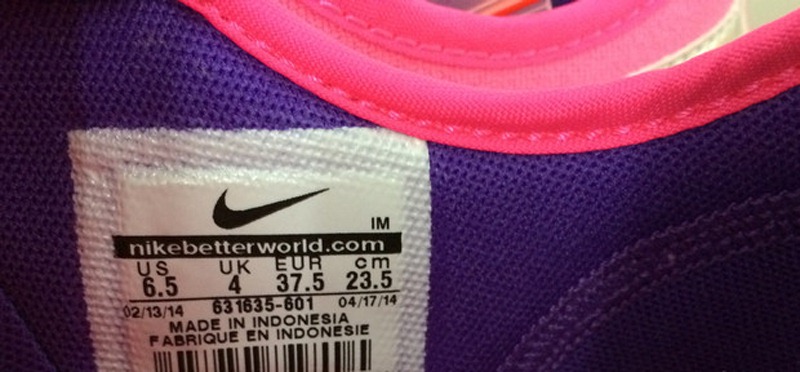 IM
nikebetterworld.com
US UK EUR cm
6.5 4 37.5 23.5
02/13/14 631635-601 04/17/14
MADE IN INDONESIA
FABRIQUE EN INDONESIE